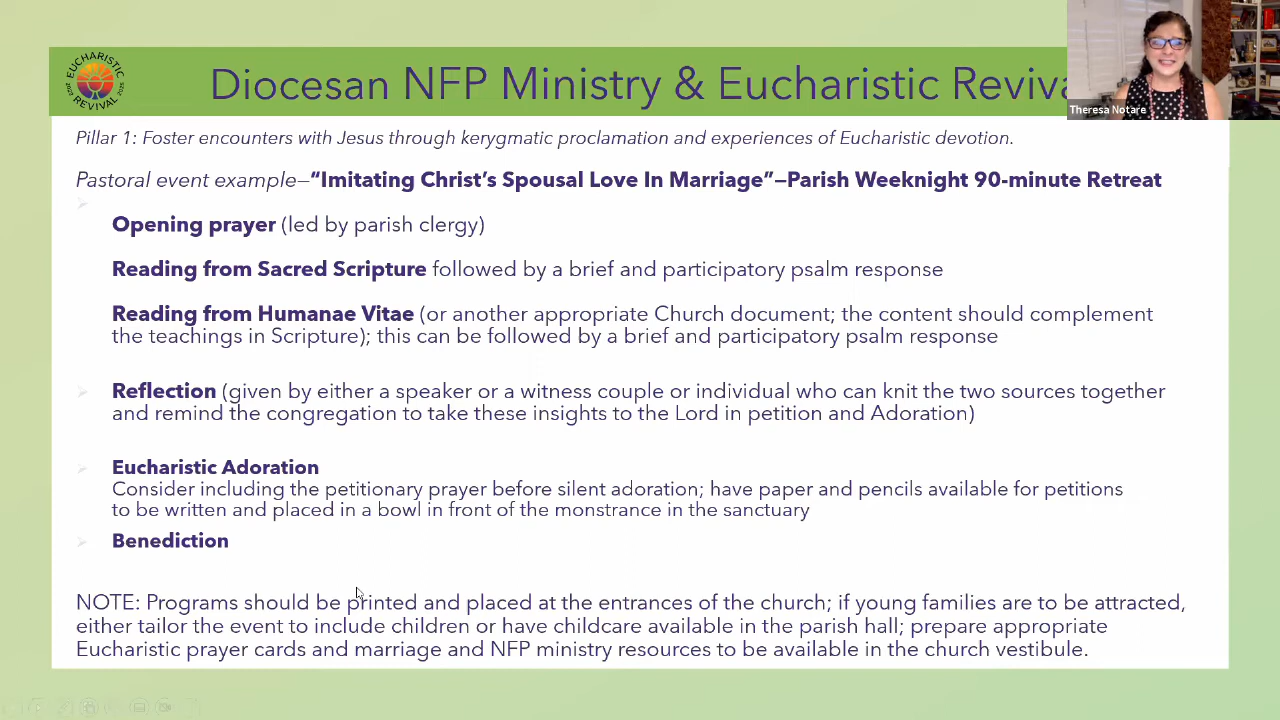 EUCHARISTIC
REVIVAL
Diocesan NFP Ministry & Eucharistic Reviva
Theresa Notare
Pillar 1: Foster encounters with Jesus through kerygmatic proclamation and experiences of Eucharistic devotion.
Pastoral event example—“Imitating Christ’s Spousal Love In Marriage”—Parish Weeknight 90-minute Retreat
Opening prayer (led by parish clergy)
Reading from Sacred Scripture followed by a brief and participatory psalm response
Reading from Humanae Vitae (or another appropriate Church document; the content should complement
the teachings in Scripture); this can be followed by a brief and participatory psalm response
Reflection (given by either a speaker or a witness couple or individual who can knit the two sources together
and remind the congregation to take these insights to the Lord in petition and Adoration)
Eucharistic Adoration
Consider including the petitionary prayer before silent adoration; have paper and pencils available for petitions
to be written and placed in a bowl in front of the monstrance in the sanctuary
Benediction
NOTE: Programs should be printed and placed at the entrances of the church; if young families are to be attracted,
either tailor the event to include children or have childcare available in the parish hall; prepare appropriate
Eucharistic prayer cards and marriage and NFP ministry resources to be available in the church vestibule.